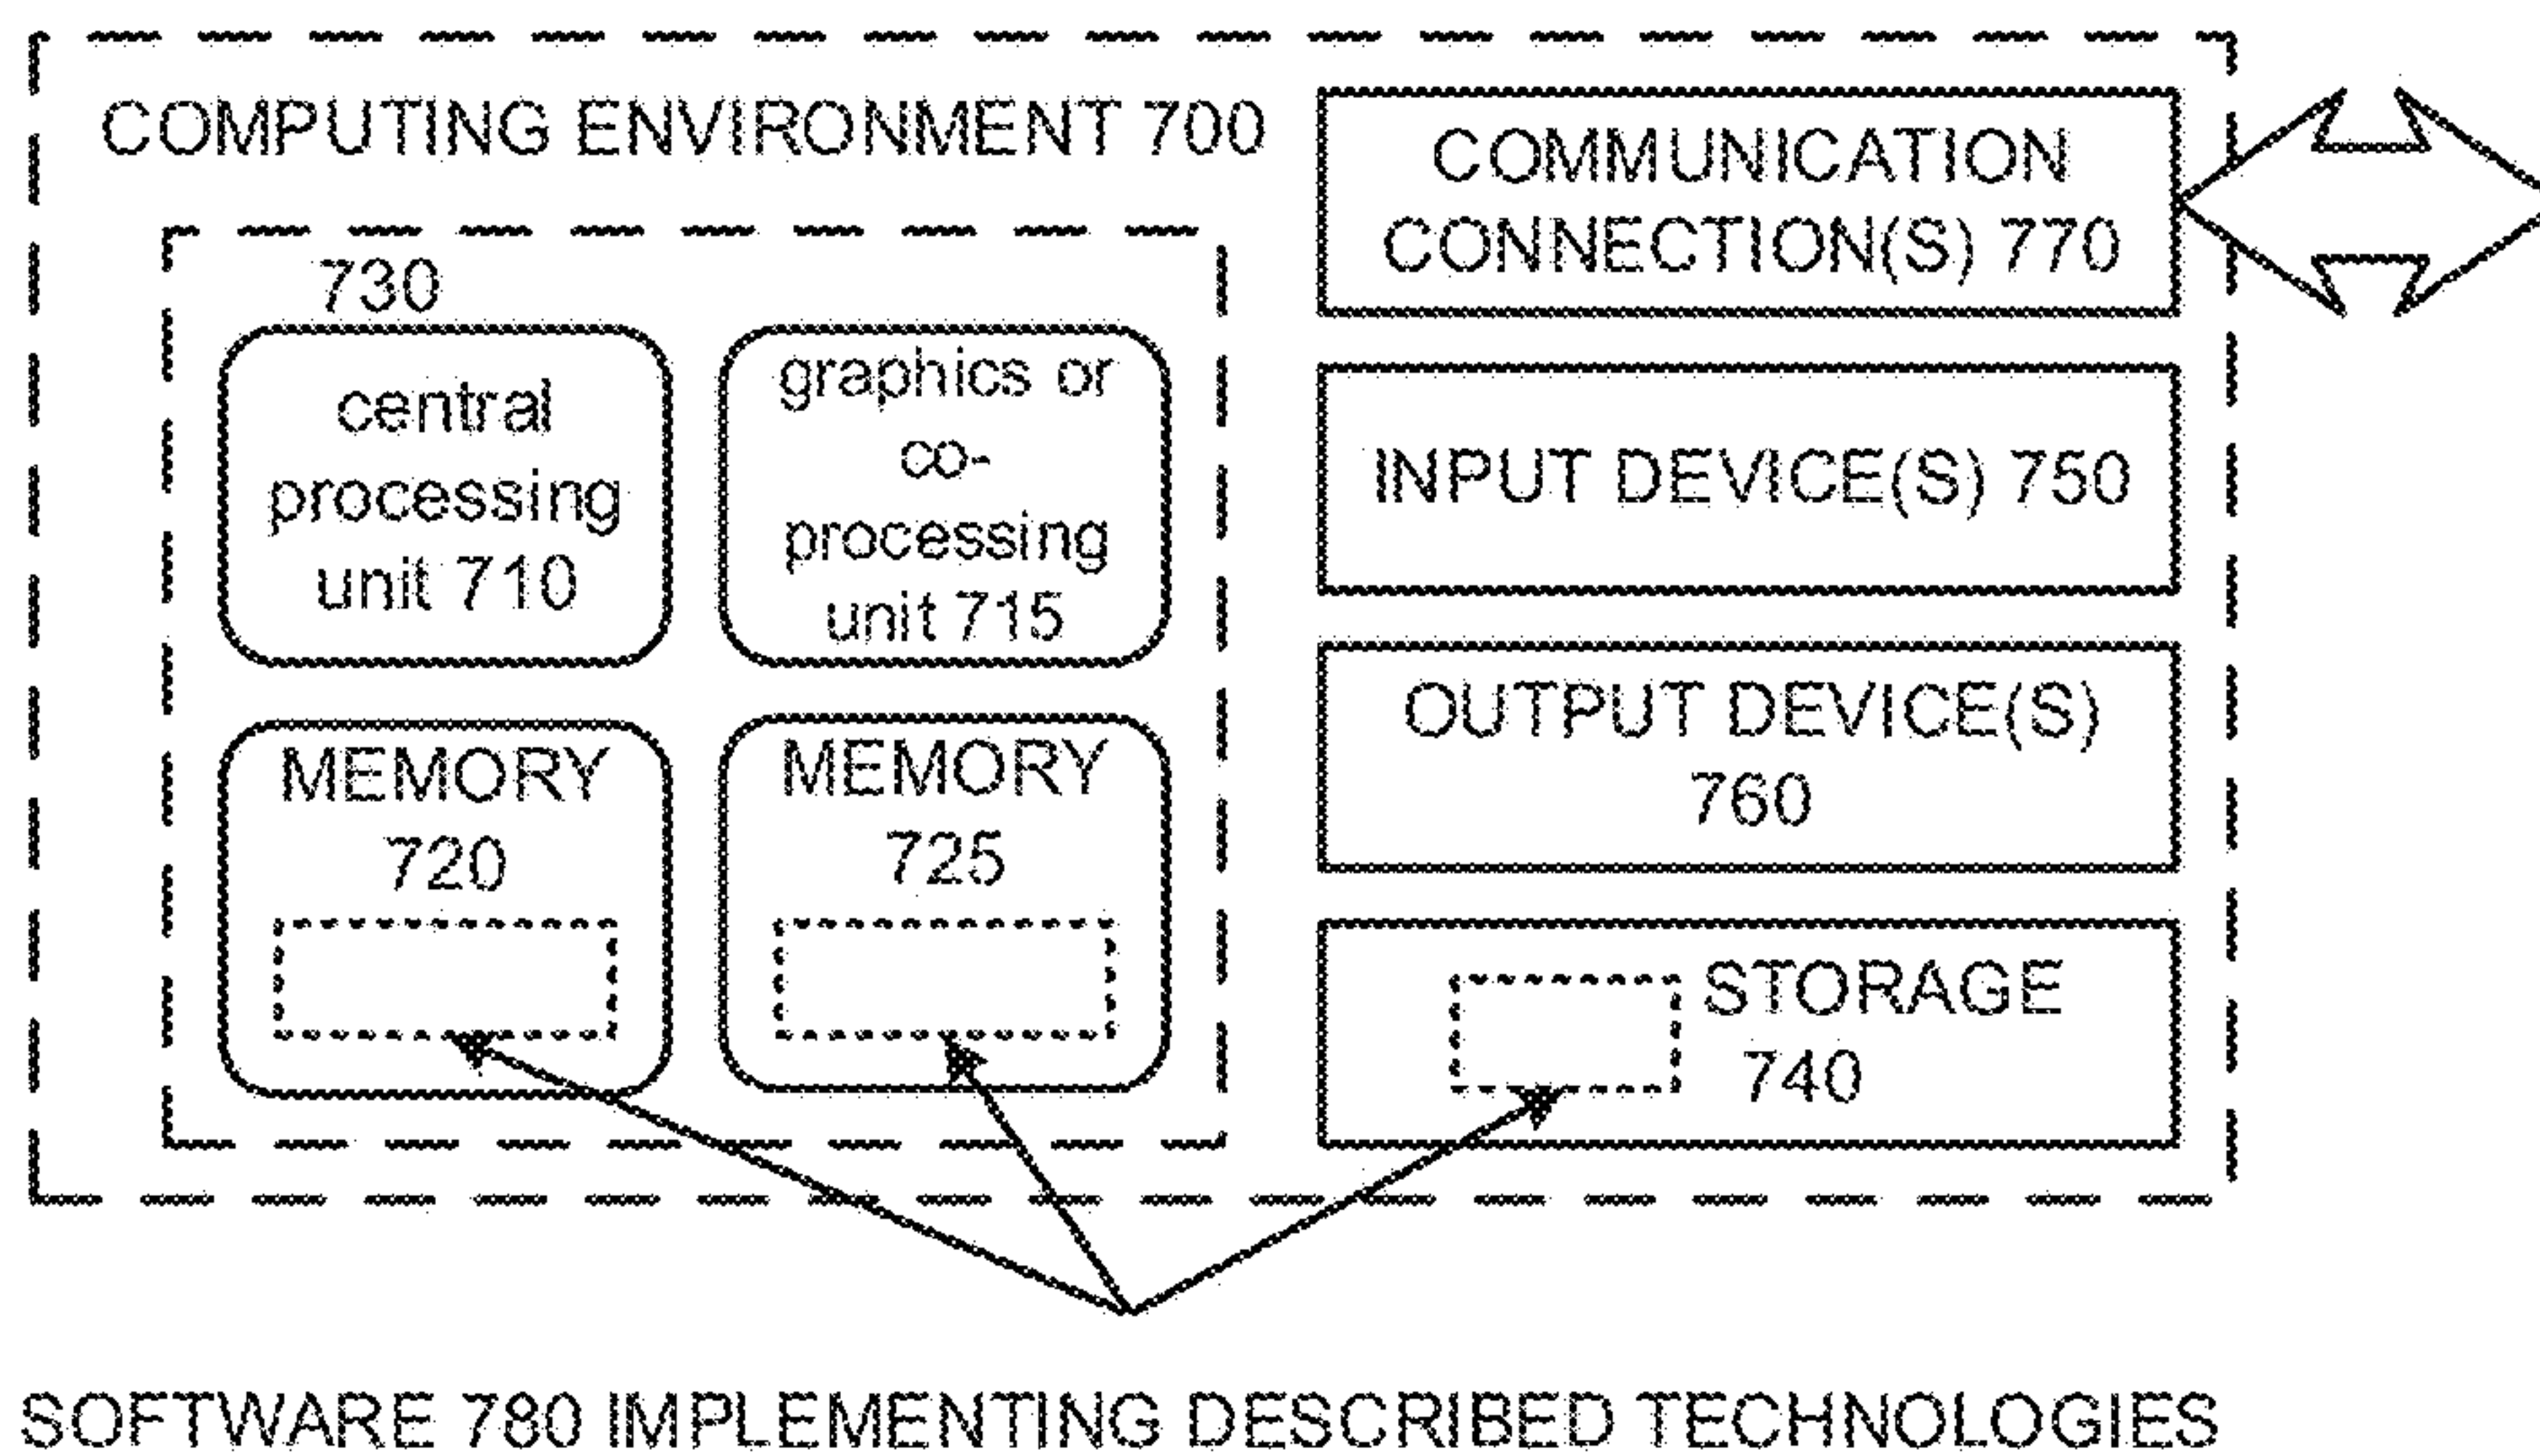 COMPUTING ENVIRONMENT 700
730
central
processing
unit 710
graphics or
co-
processing
unit 715
MEMORY
720
MEMORY
725
COMMUNICATION
CONNECTION(S) 770
INPUT DEVICE(S) 750
OUTPUT DEVICE(S)
760
STORAGE
740
SOFTWARE 780 IMPLEMENTING DESCRIBED TECHNOLOGIES